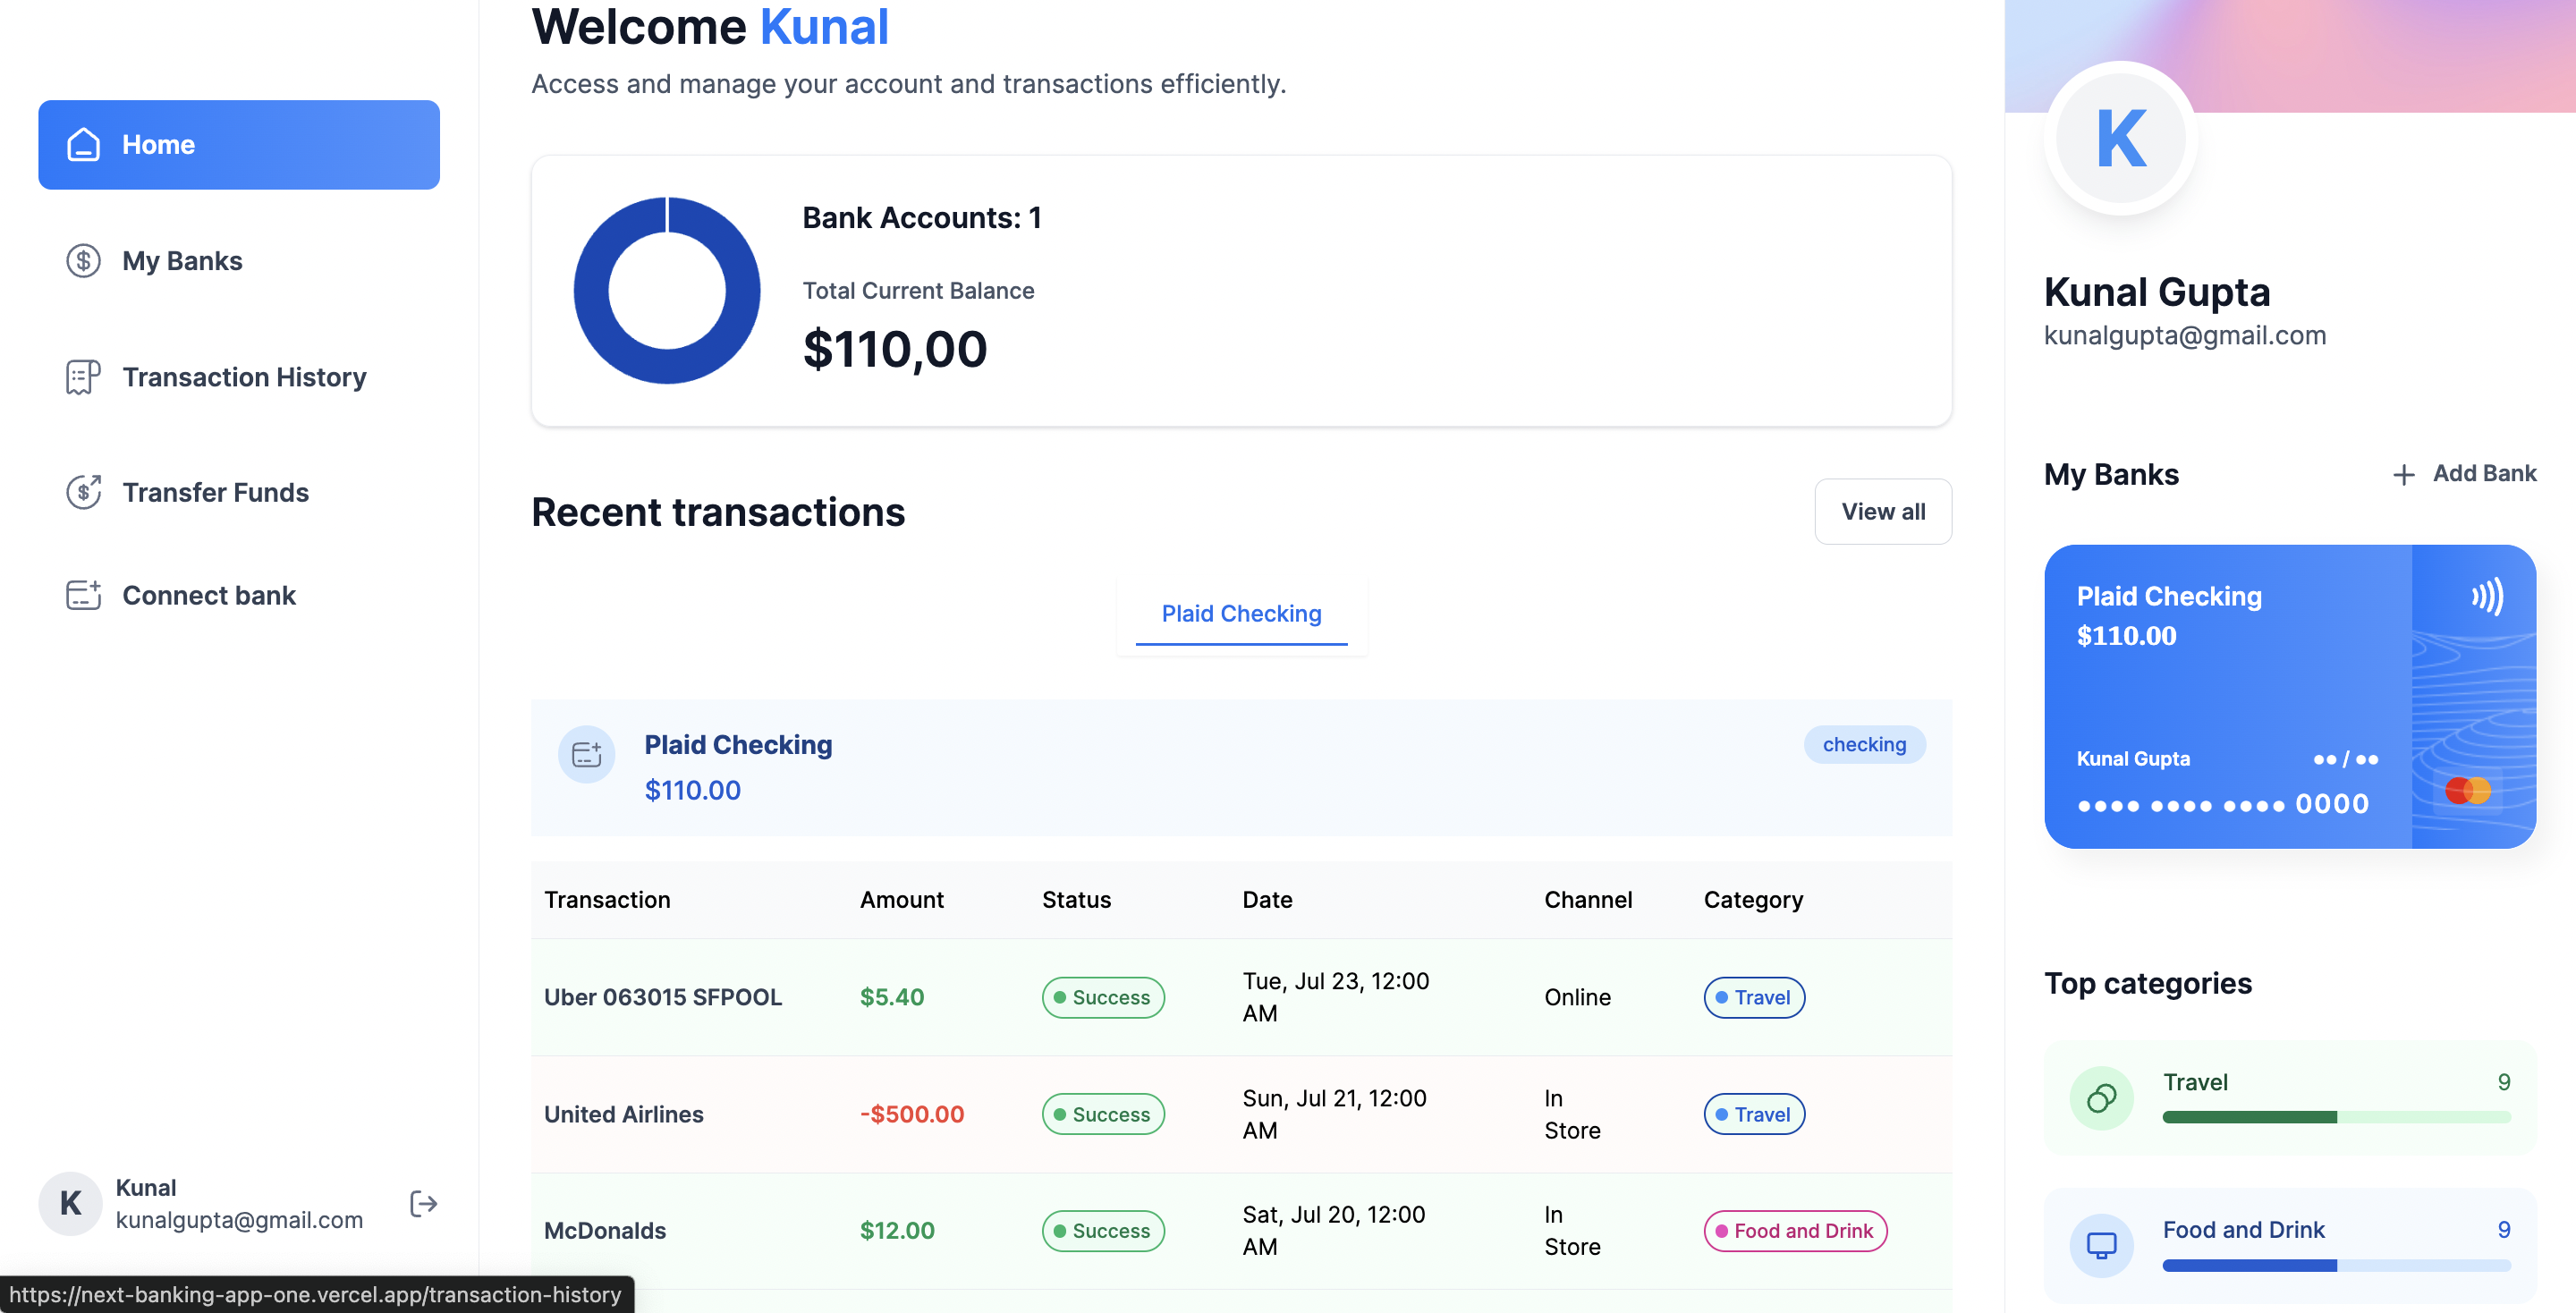 Home
My Banks
Transaction History
Transfer Funds
Connect bank
K
Kunal
kunalgupta@gmail.com
https://next-banking-app-one.vercel.app/transaction-history
Welcome Kunal
Access and manage your account and transactions efficiently.
Bank Accounts: 1
Total Current Balance
$110,00
Recent transactions
View all
Plaid Checking
Plaid Checking
checking
$110.00
Transaction Amount Status Date Channel Category
Uber 063015 SFPOOL $5.40 Success Tue, Jul 23, 12:00 Online Travel
AM
United Airlines -$500.00 Success Sun, Jul 21, 12:00 In Travel
AM Store
McDonalds $12.00 Success Sat, Jul 20, 12:00 In Food and Drink
AM Store
K
Kunal Gupta
kunalgupta@gmail.com
My Banks
+ Add Bank
Plaid Checking
$110.00
Kunal Gupta ●● / ●●
●●●● ●●●● ●●●● 0000
Top categories
Travel 9
Food and Drink 9